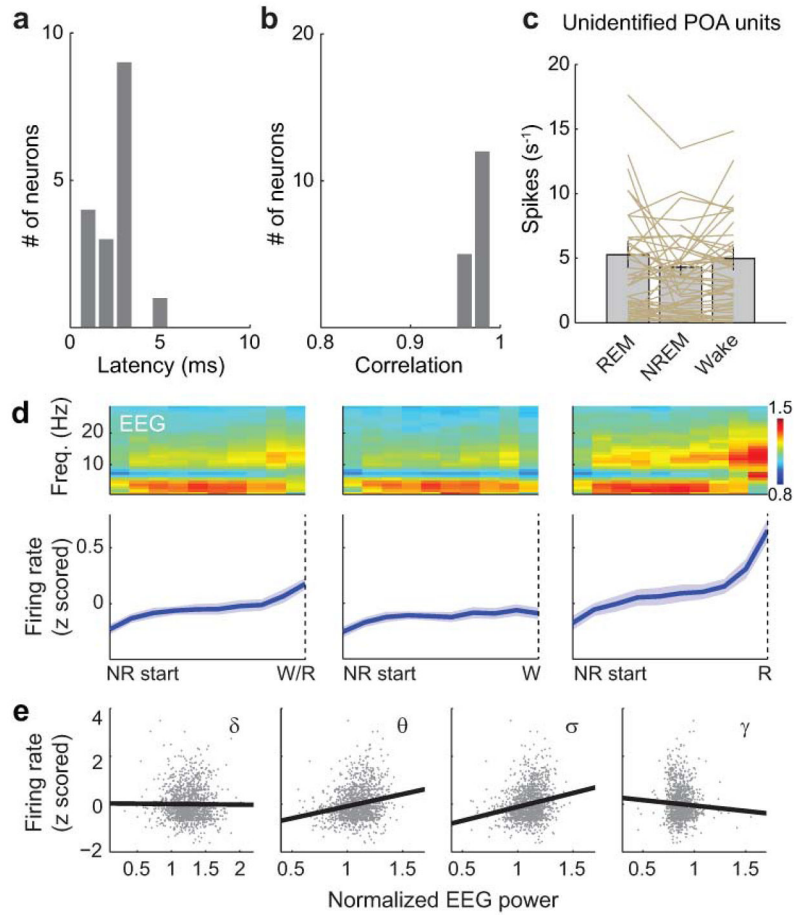 a
b
c Unidentified POA units
10
5
0 5 10
# of neurons
Latency (ms)
20
10
0.8 0.9 1
# of neurons
Correlation
20
15
10
5
0
Spikes (s⁻¹)
REM NREM Wake
d
EEG
Freq. (Hz)
20
10
1.5
0.8
Firing rate
(z scored)
0.5
0
NR start W/R
NR start W
NR start R
e
Firing rate
(z scored)
4
2
0
−2
δ
θ
σ
γ
0.5 1 1.5 2
0.5 1 1.5
0.5 1 1.5
0.5 1 1.5
Normalized EEG power